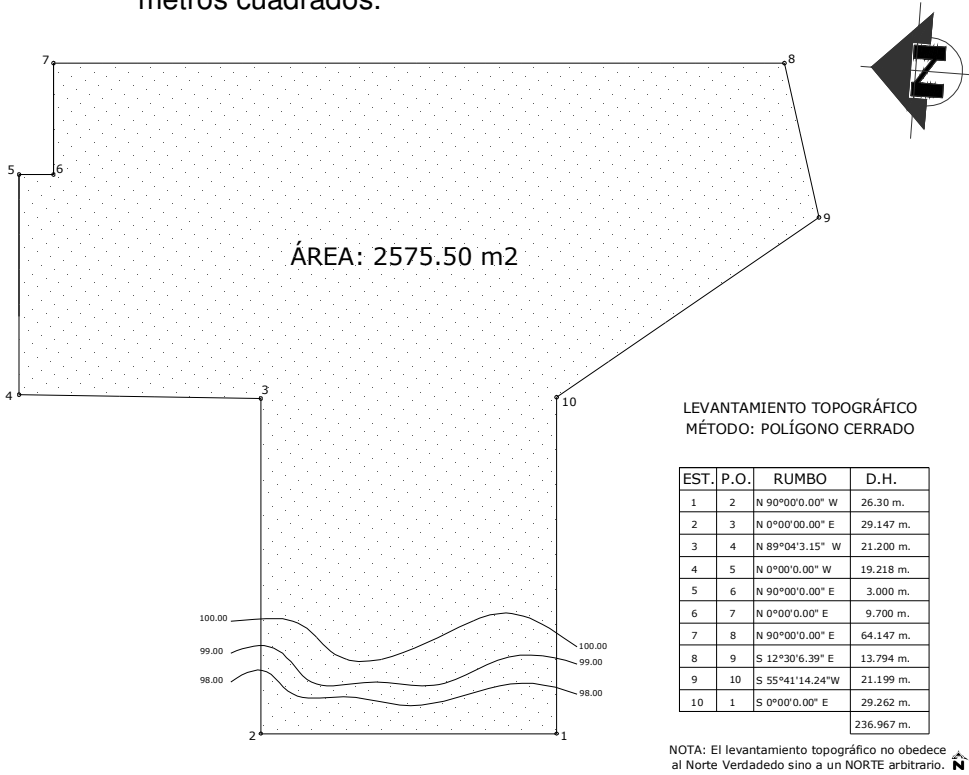 metros cuadrados.
N
7
8
5
6
9
ÁREA: 2575.50 m2
4
3
10
100.00
99.00
98.00
100.00
99.00
98.00
2
1
LEVANTAMIENTO TOPOGRÁFICO
MÉTODO: POLÍGONO CERRADO
EST. P.O. RUMBO D.H.
1 2 N 90°00'0.00" W 26.30 m.
2 3 N 0°00'00.00" E 29.147 m.
3 4 N 89°04'3.15" W 21.200 m.
4 5 N 0°00'0.00" W 19.218 m.
5 6 N 90°00'0.00" E 3.000 m.
6 7 N 0°00'0.00" E 9.700 m.
7 8 N 90°00'0.00" E 64.147 m.
8 9 S 12°30'6.39" E 13.794 m.
9 10 S 55°41'14.24"W 21.199 m.
10 1 S 0°00'0.00" E 29.262 m.
236.967 m.
NOTA: El levantamiento topográfico no obedece
al Norte Verdadedo sino a un NORTE arbitrario. N